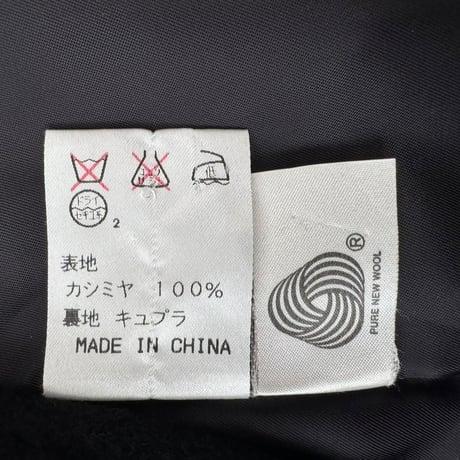 低
ドライ
セキユ系
2
表地
カシミヤ 100%
裏地 キュプラ
MADE IN CHINA
®
PURE NEW WOOL